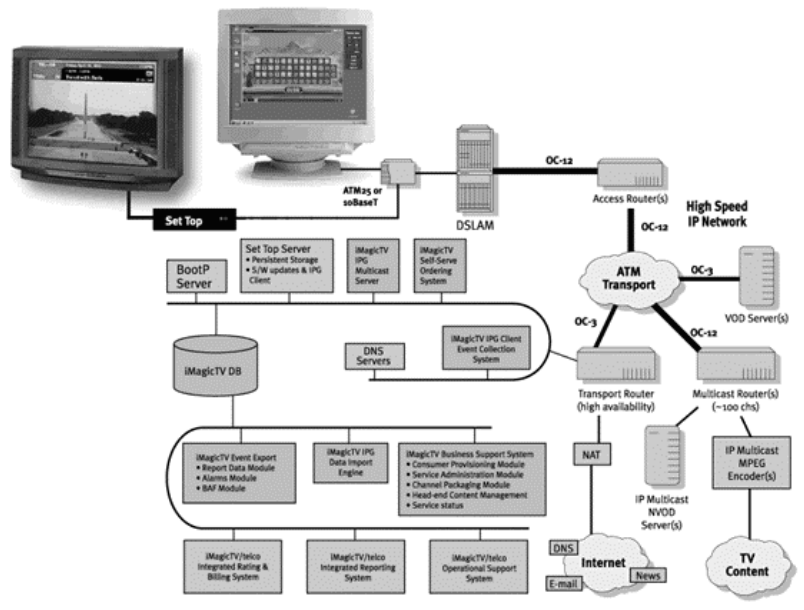 ATM25 or
10BaseT
Set Top
DSLAM
OC-12
Access Router(s)
OC-12
High Speed
IP Network
ATM
Transport
OC-3
VOD Server(s)
OC-3
OC-12
BootP
Server
Set Top Server
• Persistent Storage
• S/W updates & IPG
Client
iMagicTV
IPG
Multicast
Server
iMagicTV
Self-Serve
Ordering
System
iMagicTV DB
DNS
Servers
iMagicTV IPG Client
Event Collection
System
Transport Router
(high availability)
Multicast Router(s)
(~100 chs)
iMagicTV Event Export
• Report Data Module
• Alarms Module
• BAF Module
iMagicTV IPG
Data Import
Engine
iMagicTV Business Support System
• Consumer Provisioning Module
• Service Administration Module
• Channel Packaging Module
• Head-end Content Management
• Service status
NAT
IP Multicast
NVOD
Server(s)
IP Multicast
MPEG
Encoder(s)
iMagicTV/telco
Integrated Rating &
Billing System
iMagicTV/telco
Integrated Reporting
System
iMagicTV/telco
Operational Support
System
DNS
Internet
E-mail
News
TV
Content